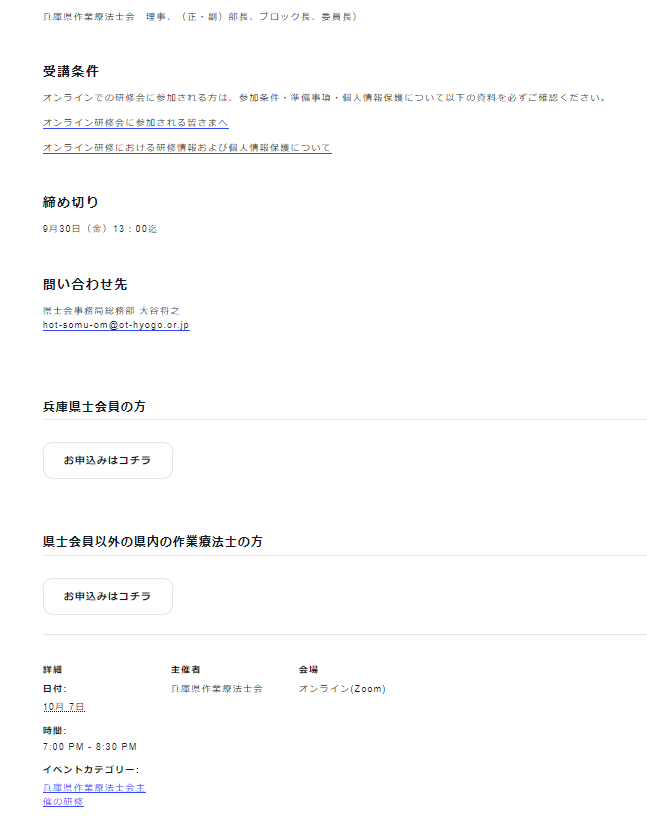 兵庫県作業療法士会　理事、（正・副）部長、ブロック長、委員長）
受講条件
オンラインでの研修会に参加される方は、参加条件・準備事項・個人情報保護について以下の資料を必ずご確認ください。
オンライン研修会に参加される皆さまへ
オンライン研修における研修情報および個人情報保護について
締め切り
9月30日（金）13：00迄
問い合わせ先
県士会事務局総務部 大谷将之
hot-somu-om@ot-hyogo.or.jp
兵庫県士会員の方
お申込みはコチラ
県士会員以外の県内の作業療法士の方
お申込みはコチラ
詳細
日付:
10月 7日
時間:
7:00 PM - 8:30 PM
イベントカテゴリー:
兵庫県作業療法士会主
催の研修
主催者
兵庫県作業療法士会
会場
オンライン(Zoom)